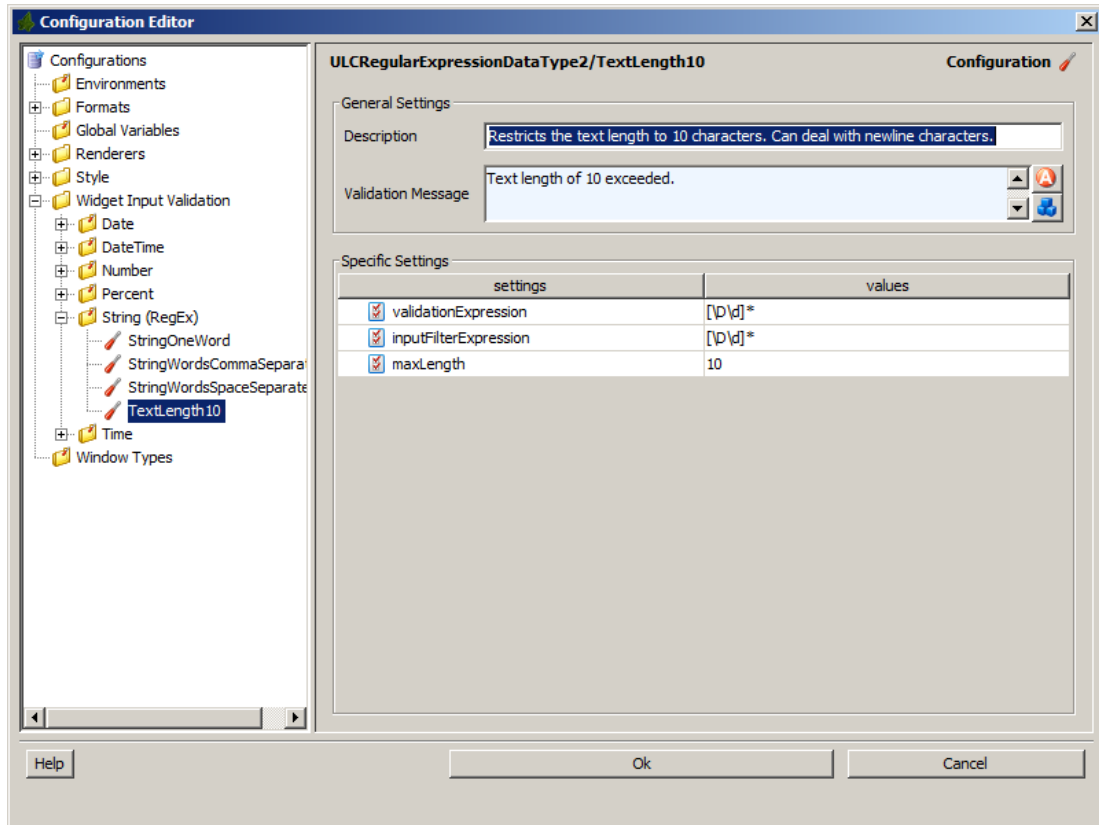 Configuration Editor
Configurations
Environments
Formats
Global Variables
Renderers
Style
Widget Input Validation
Date
DateTime
Number
Percent
String (RegEx)
StringOneWord
StringWordsCommaSepara
StringWordsSpaceSeparate
TextLength10
Time
Window Types
ULCRegularExpressionDataType2/TextLength10 Configuration
General Settings
Description Restricts the text length to 10 characters. Can deal with newline characters.
Validation Message Text length of 10 exceeded.
A
Specific Settings
settings values
validationExpression [\D\d]*
inputFilterExpression [\D\d]*
maxLength 10
Help Ok Cancel